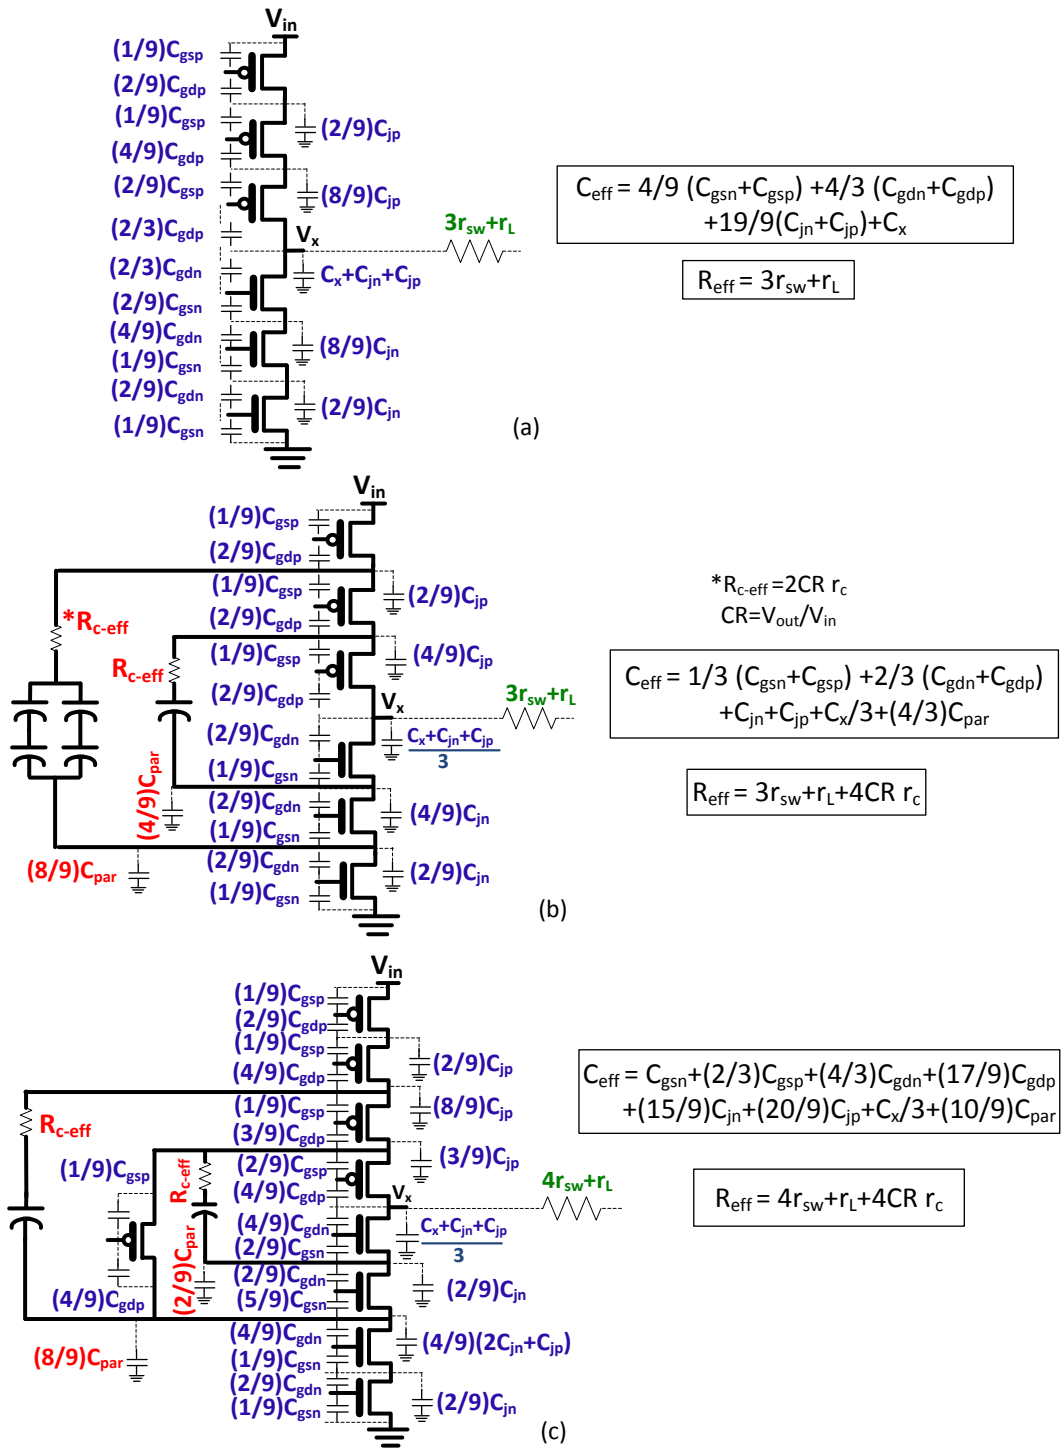 V_in
(1/9)C_gsp
(2/9)C_gdp
(1/9)C_gsp
(2/9)C_jp
(4/9)C_gdp
(2/9)C_gsp
(8/9)C_jp
(2/3)C_gdp
V_x
3r_sw+r_L
(2/3)C_gdn
C_x+C_jn+C_jp
(2/9)C_gsn
(4/9)C_gdn
(8/9)C_jn
(1/9)C_gsn
(2/9)C_gdn
(2/9)C_jn
(1/9)C_gsn
C_eff = 4/9 (C_gsn+C_gsp) +4/3 (C_gdn+C_gdp)
+19/9(C_jn+C_jp)+C_x
R_eff = 3r_sw+r_L
(a)
V_in
(1/9)C_gsp
(2/9)C_gdp
(1/9)C_gsp
(2/9)C_jp
*R_c-eff
(2/9)C_gdp
(1/9)C_gsp
(4/9)C_jp
R_c-eff
(2/9)C_gdp
V_x
3r_sw+r_L
(2/9)C_gdn
C_x+C_jn+C_jp
3
(1/9)C_gsn
(4/9)C_par
(2/9)C_gdn
(4/9)C_jn
(1/9)C_gsn
(2/9)C_gdn
(8/9)C_par
(2/9)C_jn
(1/9)C_gsn
*R_c-eff=2CR r_c
CR=V_out/V_in
C_eff = 1/3 (C_gsn+C_gsp) +2/3 (C_gdn+C_gdp)
+C_jn+C_jp+C_x/3+(4/3)C_par
R_eff = 3r_sw+r_L+4CR r_c
(b)
V_in
(1/9)C_gsp
(2/9)C_gdp
(1/9)C_gsp
(2/9)C_jp
(4/9)C_gdp
(1/9)C_gsp
(8/9)C_jp
R_c-eff
(3/9)C_gdp
(3/9)C_jp
(1/9)C_gsp
R_c-eff
(2/9)C_gsp
(4/9)C_gdp
V_x
4r_sw+r_L
(4/9)C_gdn
C_x+C_jn+C_jp
3
(2/9)C_gsn
(2/9)C_par
(2/9)C_gdn
(2/9)C_jn
(4/9)C_gdp
(5/9)C_gsn
(4/9)C_gdn
(4/9)(2C_jn+C_jp)
(8/9)C_par
(1/9)C_gsn
(2/9)C_gdn
(2/9)C_jn
(1/9)C_gsn
C_eff = C_gsn+(2/3)C_gsp+(4/3)C_gdn+(17/9)C_gdp
+(15/9)C_jn+(20/9)C_jp+C_x/3+(10/9)C_par
R_eff = 4r_sw+r_L+4CR r_c
(c)